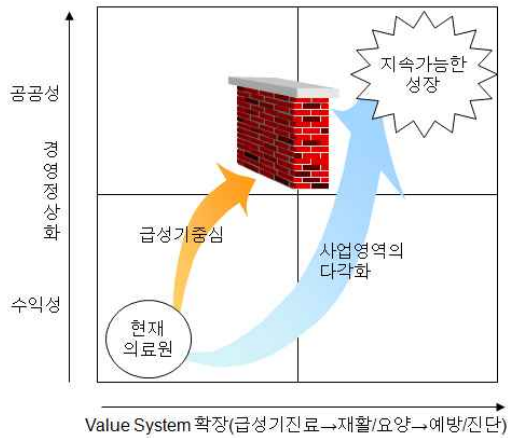 지속가능한
성장
공공성
경영정상화
급성기중심
사업영역의
다각화
수익성
현재
의료원
Value System 확장(급성기진료→재활/요양→예방/진단)